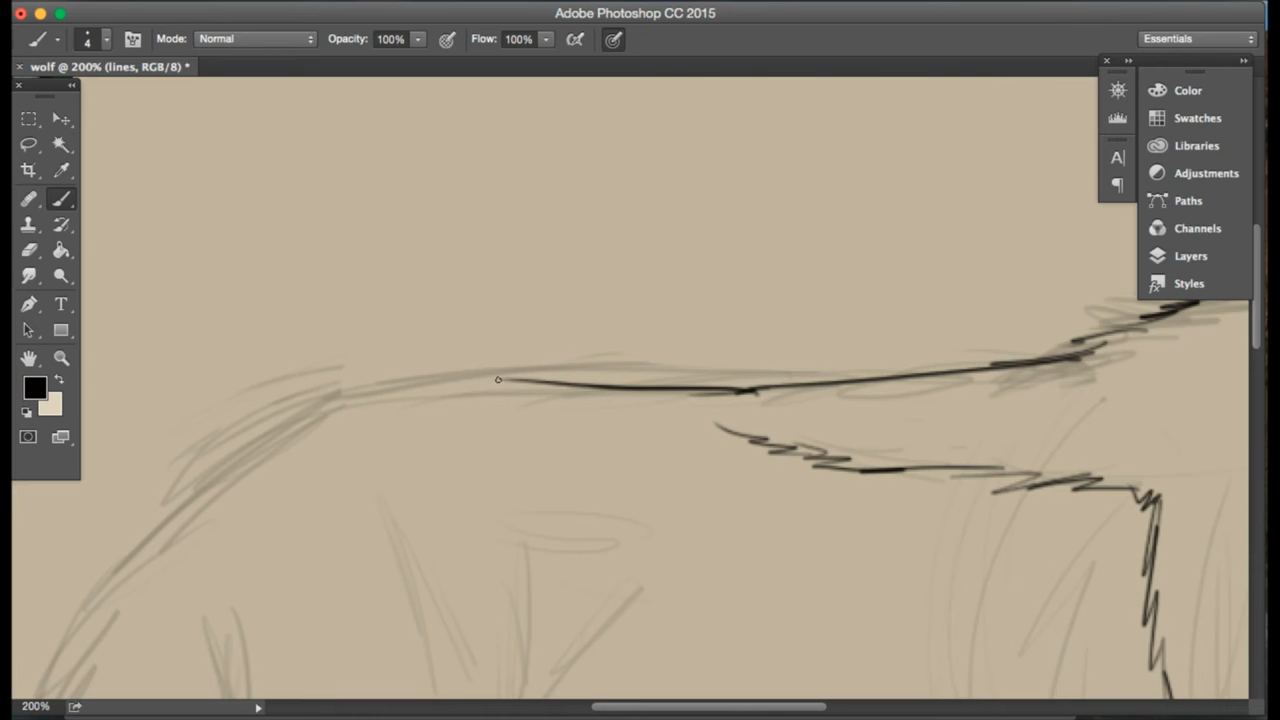 Adobe Photoshop CC 2015
4 Mode: Normal Opacity: 100% Flow: 100% Essentials
wolf @ 200% (lines, RGB/8) *
Color
Swatches
Libraries
Adjustments
Paths
Channels
Layers
Styles
200%